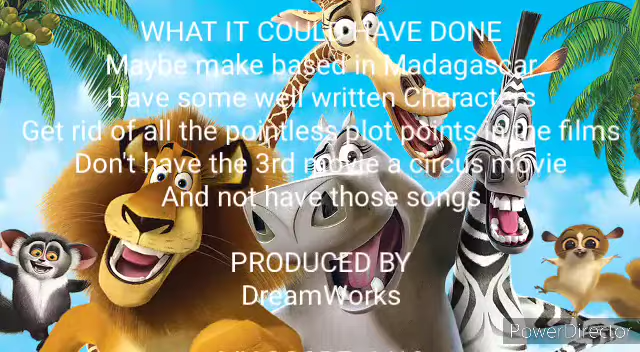 WHAT IT COULD HAVE DONE
Maybe make based in Madagascar
Have some well written Characters
Get rid of all the pointless plot points in the films
Don't have the 3rd movie a circus movie
And not have those songs
PRODUCED BY
DreamWorks
PowerDirector